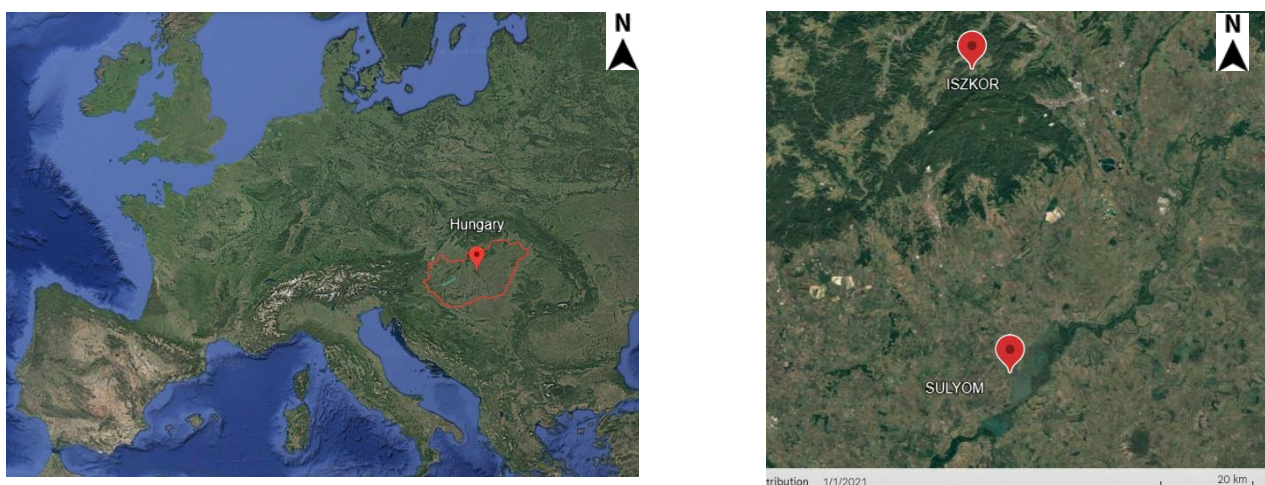 N
Hungary
N
ISZKOR
SULYOM
tribution 1/1/2021
20 km